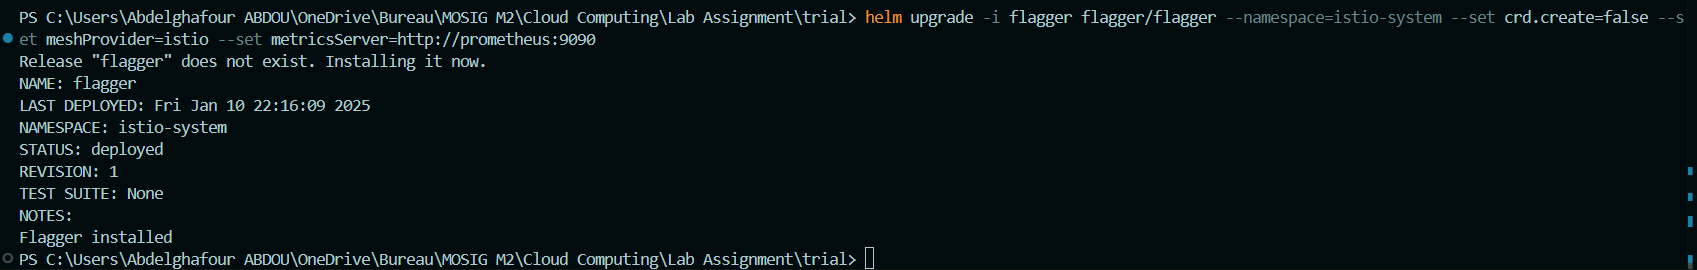 PS C:\Users\Abdelghafour ABDOU\OneDrive\Bureau\MOSIG M2\Cloud Computing\Lab Assignment\trial> helm upgrade -i flagger flagger/flagger --namespace=istio-system --set crd.create=false --s
et meshProvider=istio --set metricsServer=http://prometheus:9090
Release "flagger" does not exist. Installing it now.
NAME: flagger
LAST DEPLOYED: Fri Jan 10 22:16:09 2025
NAMESPACE: istio-system
STATUS: deployed
REVISION: 1
TEST SUITE: None
NOTES:
Flagger installed
PS C:\Users\Abdelghafour ABDOU\OneDrive\Bureau\MOSIG M2\Cloud Computing\Lab Assignment\trial>